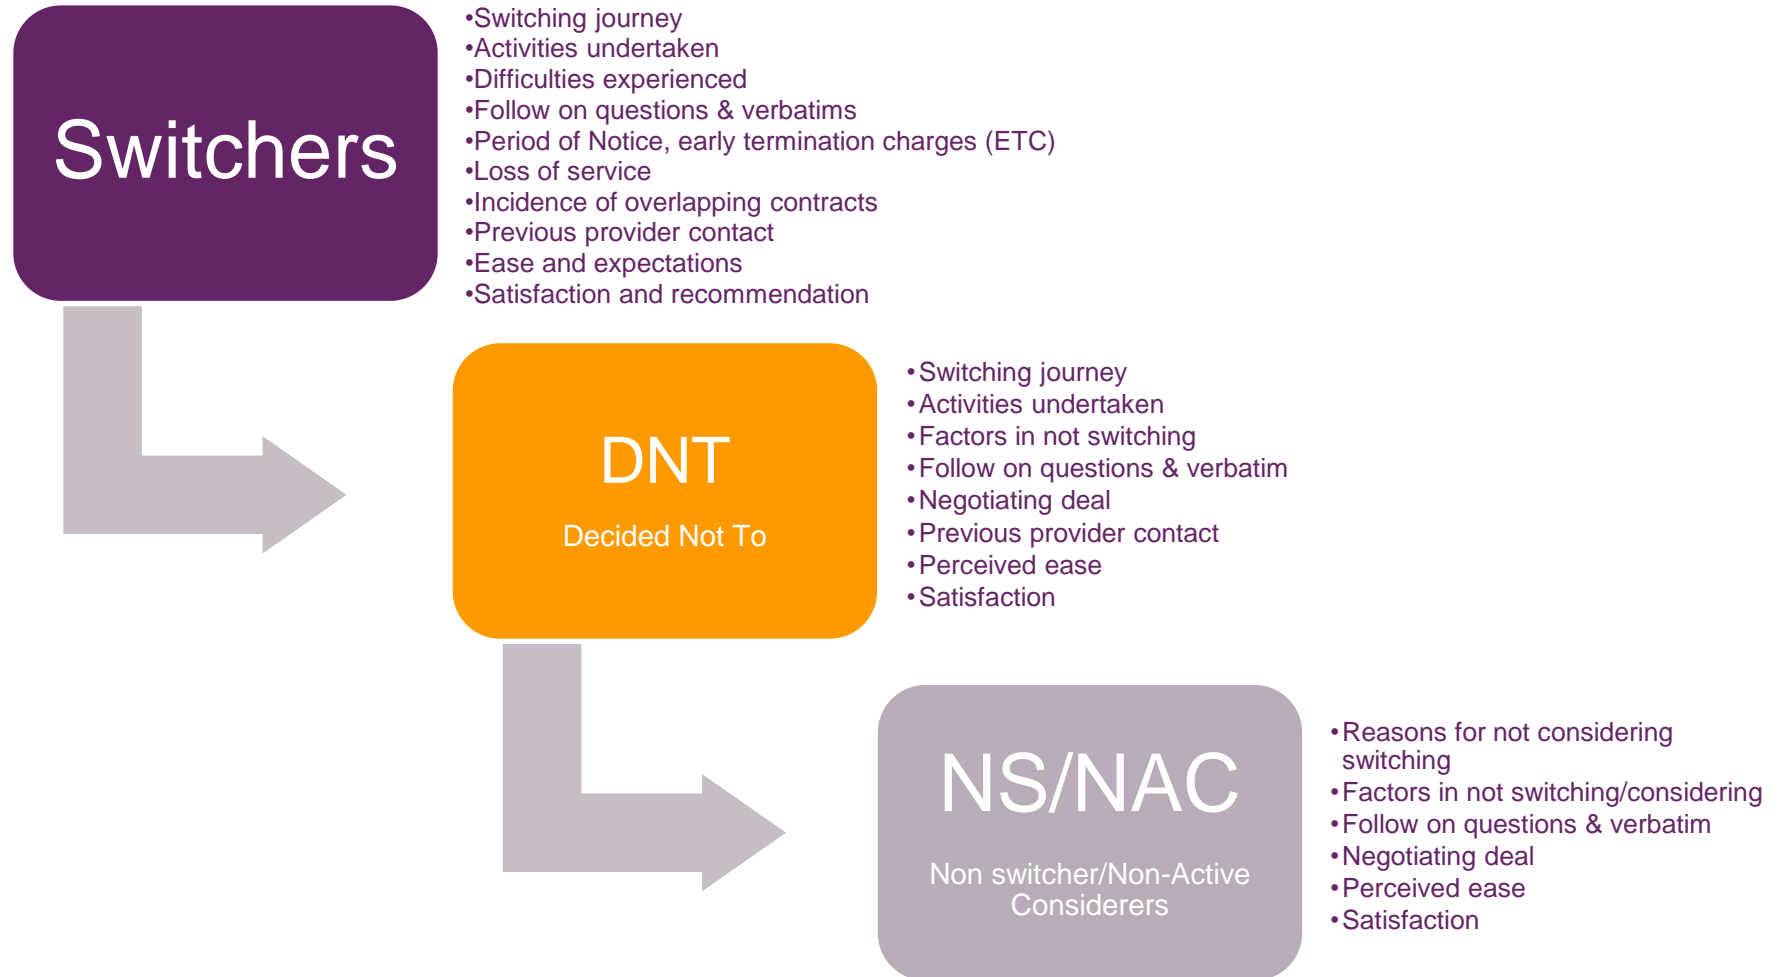 Switchers
•Switching journey
•Activities undertaken
•Difficulties experienced
•Follow on questions & verbatims
•Period of Notice, early termination charges (ETC)
•Loss of service
•Incidence of overlapping contracts
•Previous provider contact
•Ease and expectations
•Satisfaction and recommendation
DNT
Decided Not To
•Switching journey
•Activities undertaken
•Factors in not switching
•Follow on questions & verbatim
•Negotiating deal
•Previous provider contact
•Perceived ease
•Satisfaction
NS/NAC
Non switcher/Non-Active
Considerers
•Reasons for not considering
switching
•Factors in not switching/considering
•Follow on questions & verbatim
•Negotiating deal
•Perceived ease
•Satisfaction